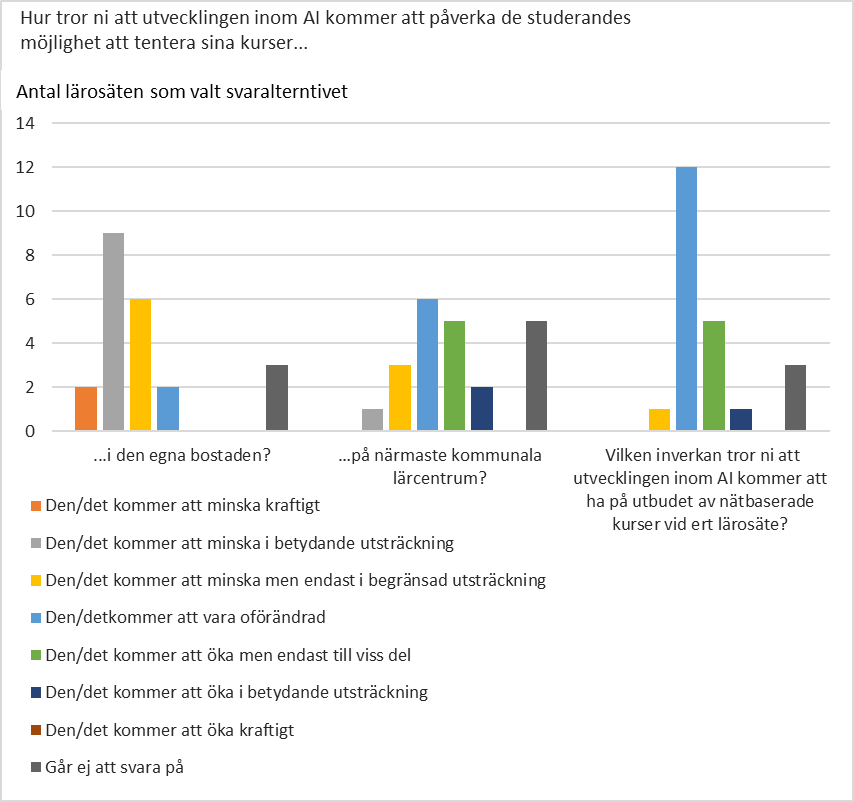 Hur tror ni att utvecklingen inom AI kommer att påverka de studerandes
möjlighet att tentera sina kurser...
Antal lärosäten som valt svaralterntivet
14
12
10
8
6
4
2
0
...i den egna bostaden?
...på närmaste kommunala
lärcentrum?
Vilken inverkan tror ni att
utvecklingen inom AI kommer att
ha på utbudet av nätbaserade
kurser vid ert lärosäte?
Den/det kommer att minska kraftigt
Den/det kommer att minska i betydande utsträckning
Den/det kommer att minska men endast i begränsad utsträckning
Den/detkommer att vara oförändrad
Den/det kommer att öka men endast till viss del
Den/det kommer att öka i betydande utsträckning
Den/det kommer att öka kraftigt
Går ej att svara på